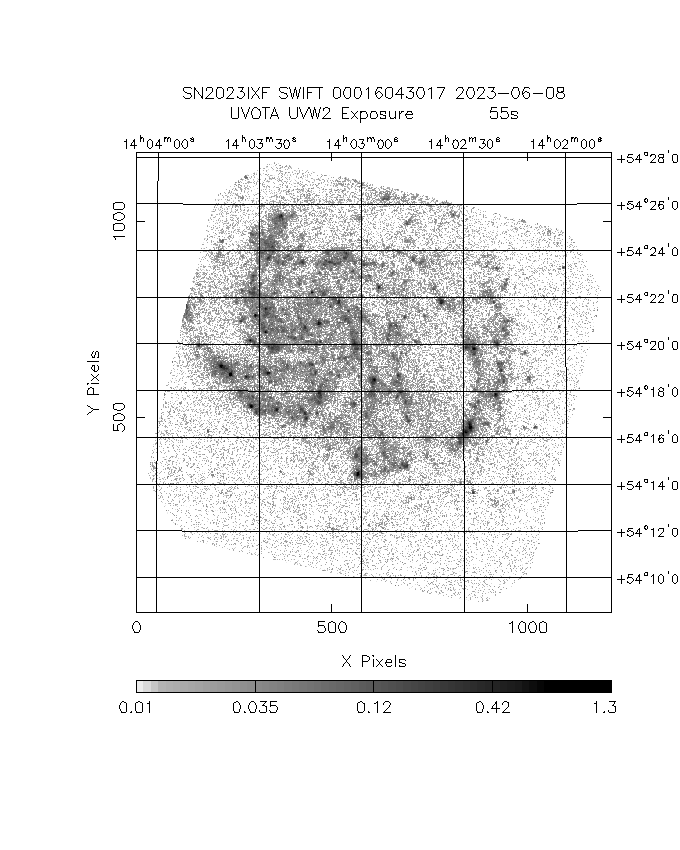 SN2023IXF SWIFT 00016043017 2023-06-08
UVOTA UVW2 Exposure 55s
14ʰ04ᵐ00ˢ 14ʰ03ᵐ30ˢ 14ʰ03ᵐ00ˢ 14ʰ02ᵐ30ˢ 14ʰ02ᵐ00ˢ
+54°28'0
+54°26'0
+54°24'0
+54°22'0
+54°20'0
+54°18'0
+54°16'0
+54°14'0
+54°12'0
+54°10'0
1000
500
Y Pixels
0 500 1000
X Pixels
0.01 0.035 0.12 0.42 1.3